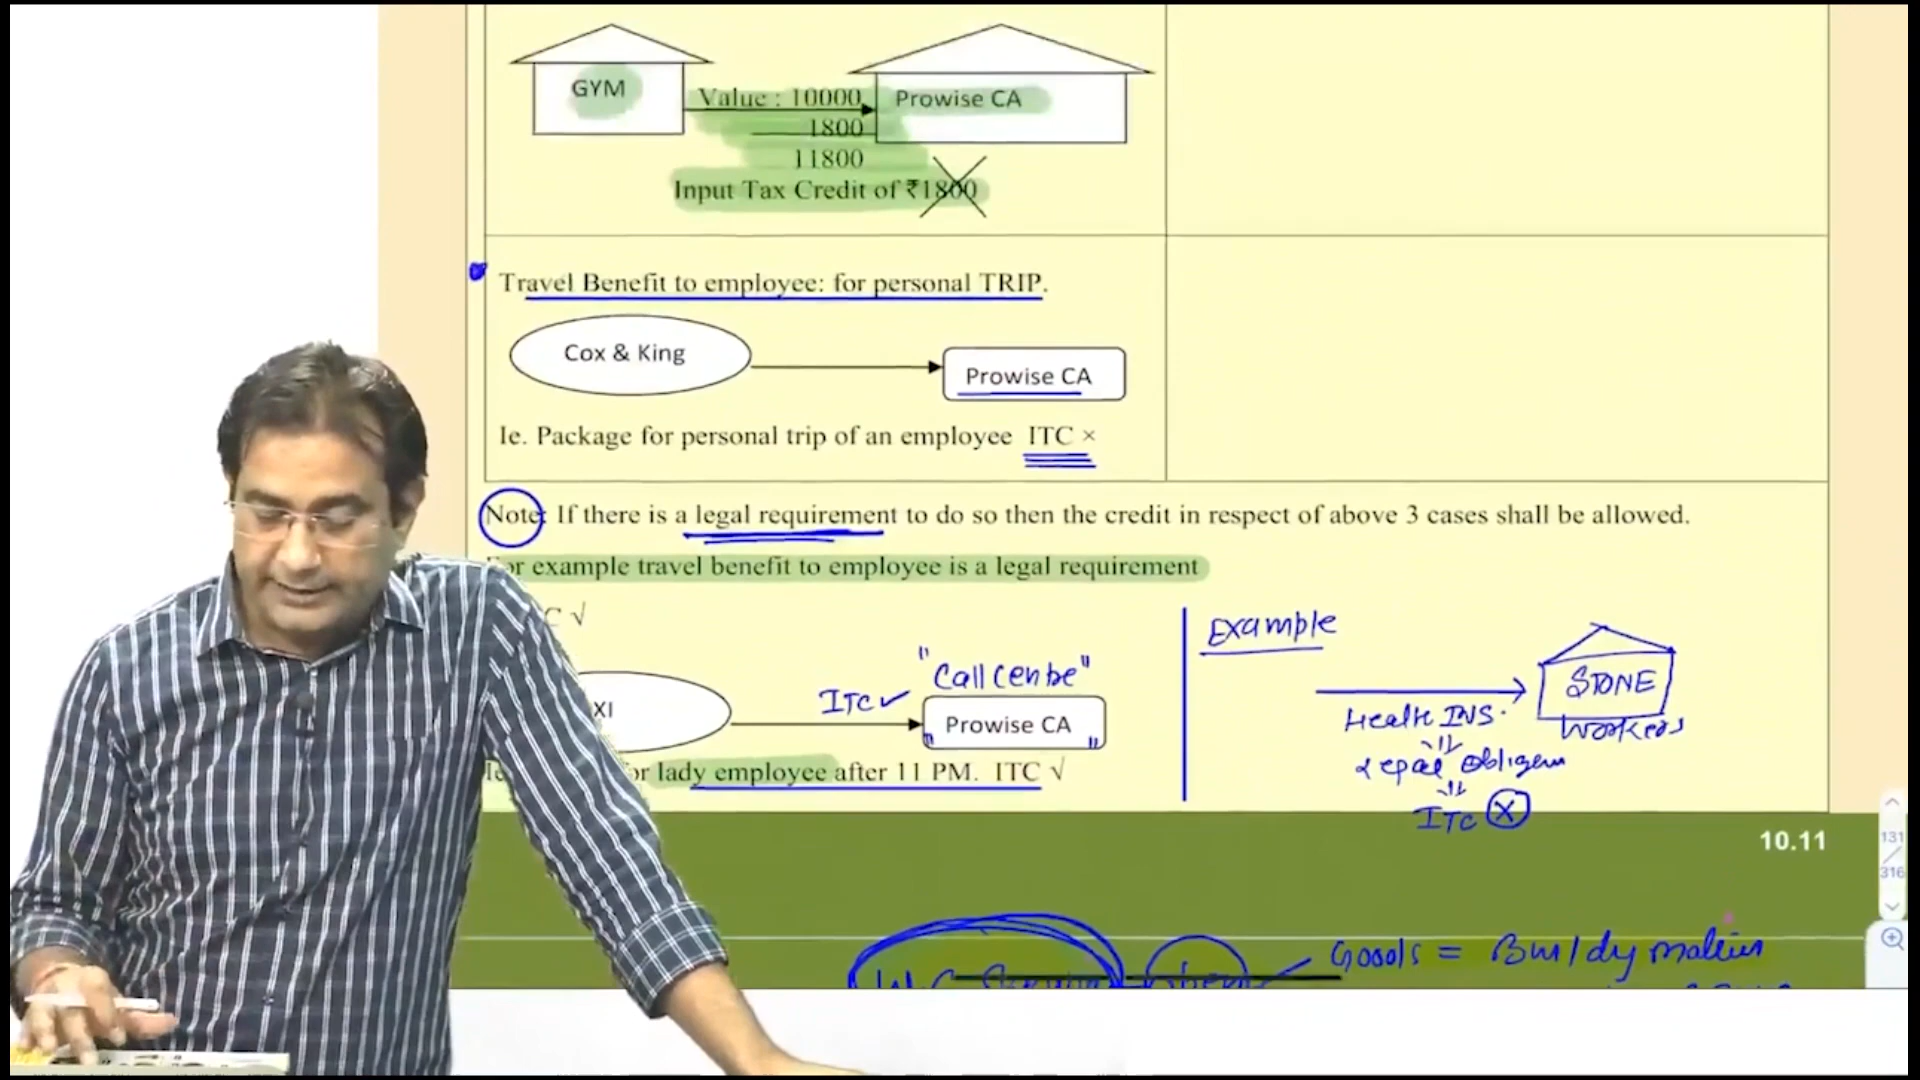 GYM
Value : 10000
Prowise CA
1800
11800
Input Tax Credit of ₹1800
Travel Benefit to employee: for personal TRIP.
Cox & King
Prowise CA
Ie. Package for personal trip of an employee ITC ×
Note: If there is a legal requirement to do so then the credit in respect of above 3 cases shall be allowed.
or example travel benefit to employee is a legal requirement
C √
Example
"Call Centre"
ITC ✓
XI
Prowise CA
STONE
Health INS.
Workers
or lady employee after 11 PM. ITC √
ITC X
10.11
131
/
316
Goods =